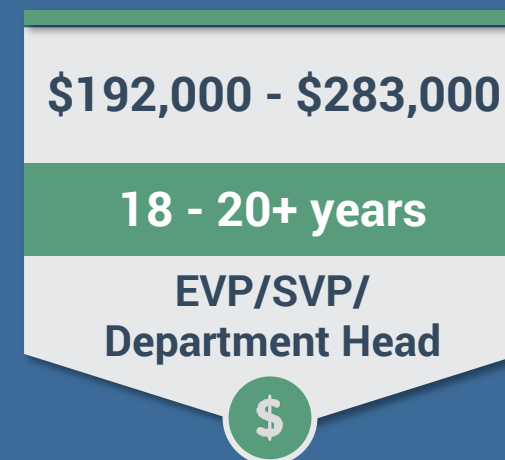 $192,000 - $283,000
18 - 20+ years
EVP/SVP/
Department Head
$